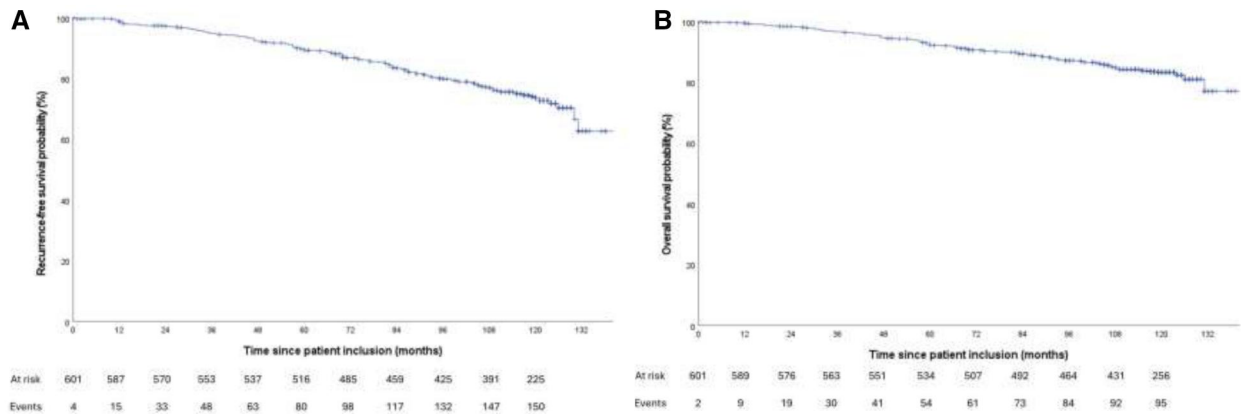 A
100
80
60
40
20
0
Recurrence-free survival probability (%)
0 12 24 36 48 60 72 84 96 108 120 132
Time since patient inclusion (months)
At risk 601 587 570 553 537 516 485 459 425 391 225
Events 4 15 33 48 63 80 98 117 132 147 150
B
100
80
60
40
20
0
Overall survival probability (%)
0 12 24 36 48 60 72 84 96 108 120 132
Time since patient inclusion (months)
At risk 601 589 576 563 551 534 507 492 464 431 256
Events 2 9 19 30 41 54 61 73 84 92 95